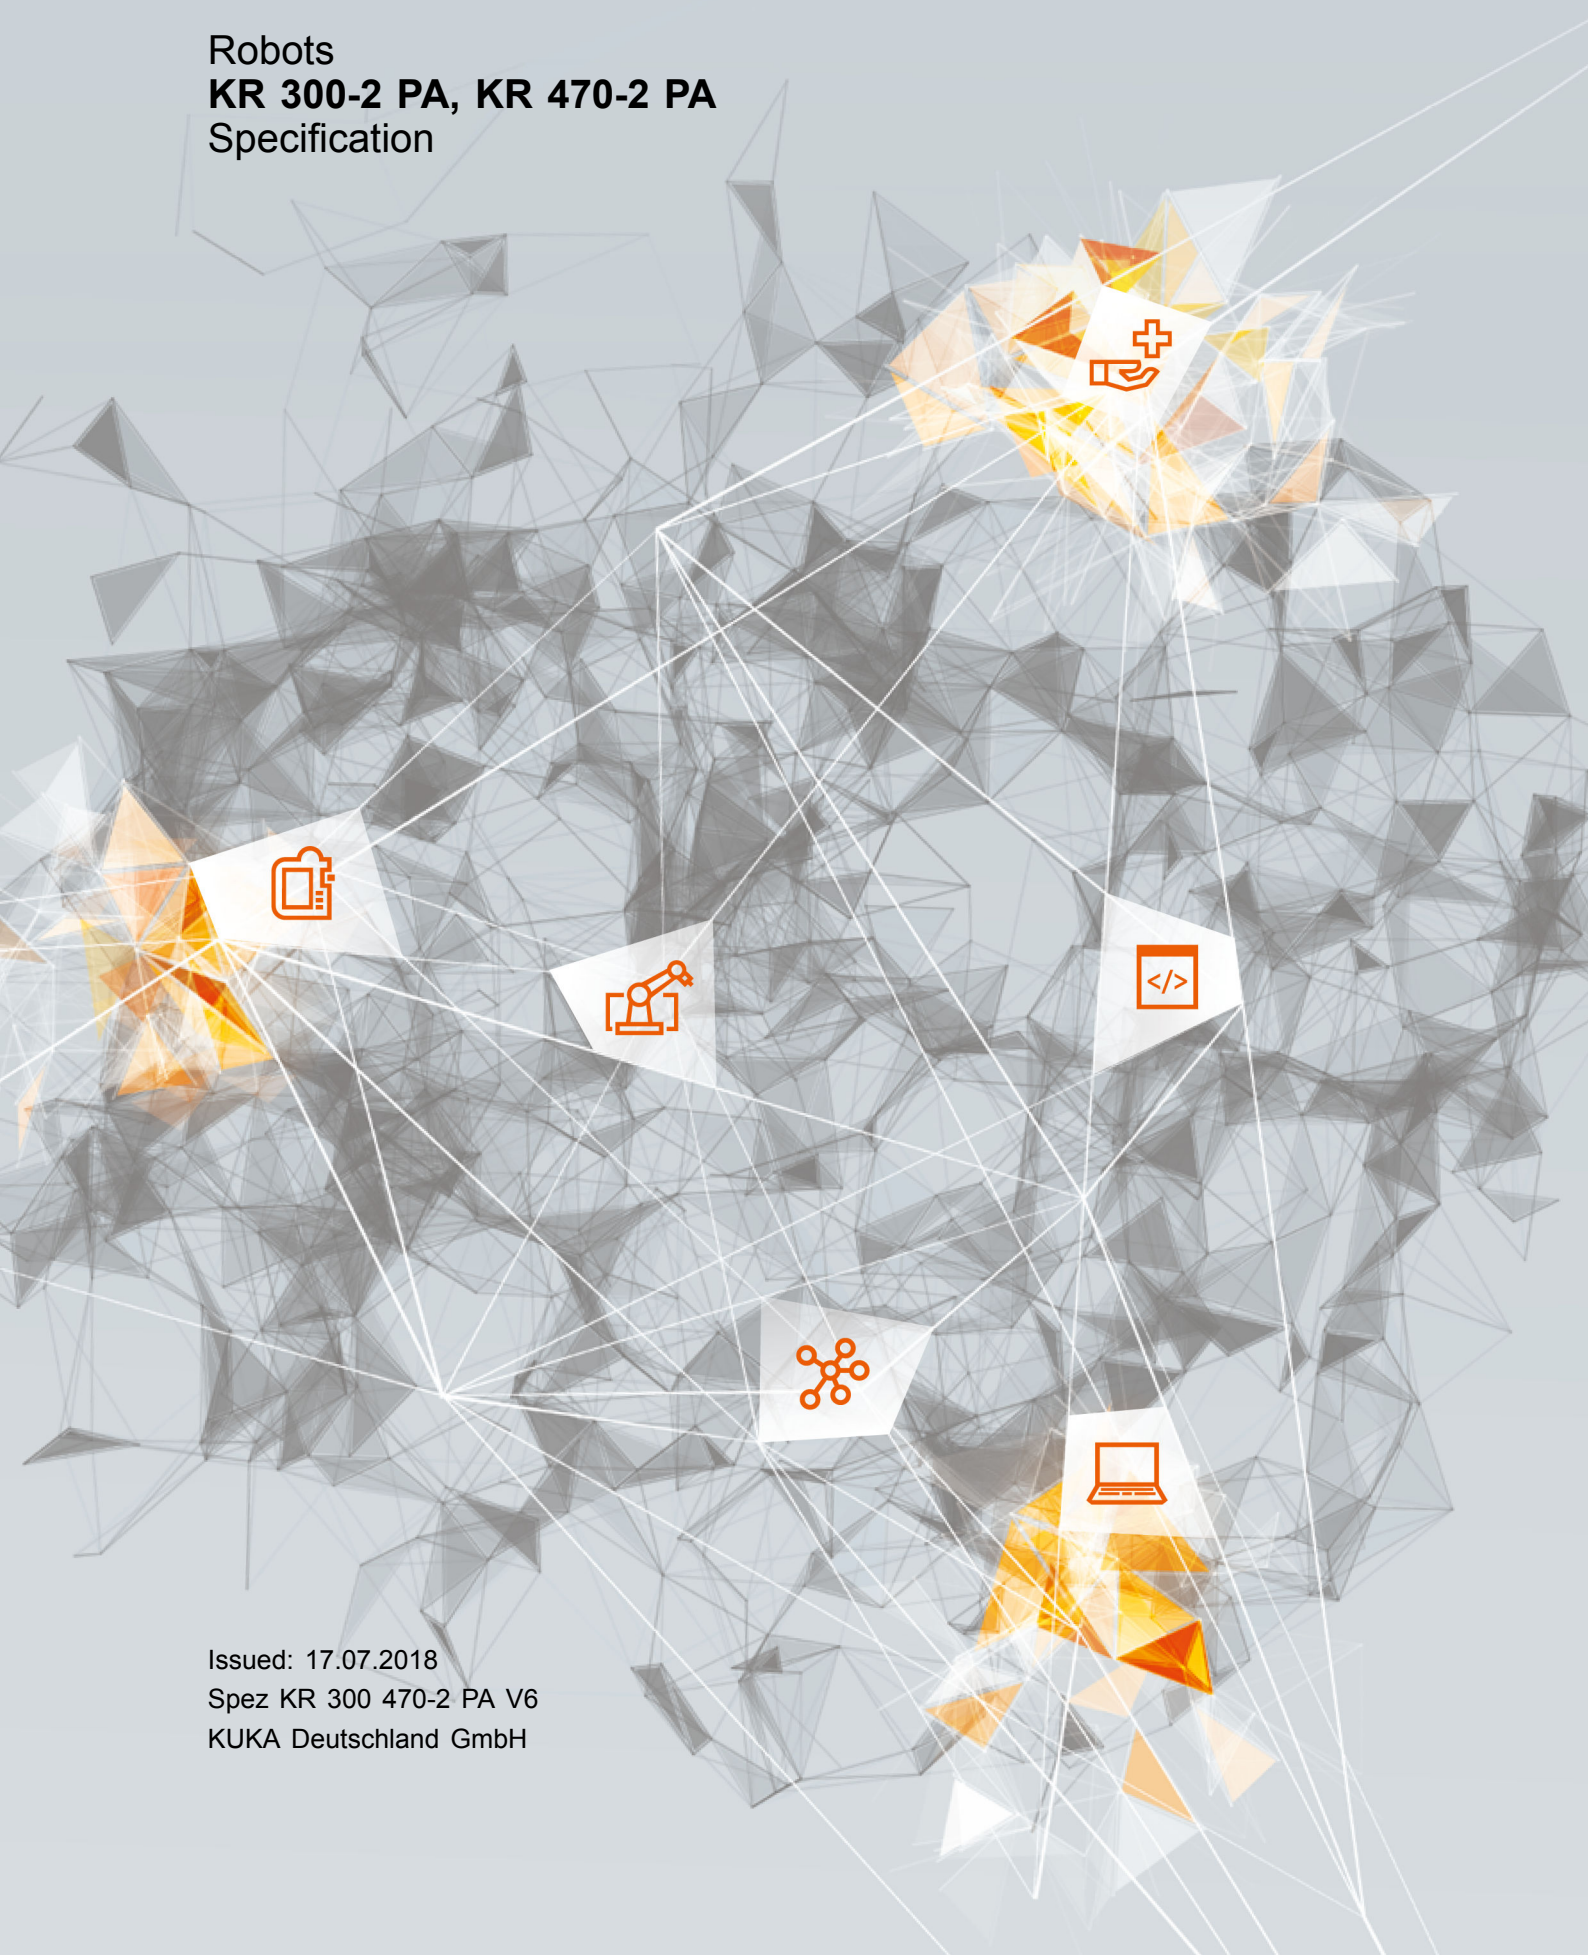 Robots
KR 300-2 PA, KR 470-2 PA
Specification
</>
Issued: 17.07.2018
Spez KR 300 470-2 PA V6
KUKA Deutschland GmbH